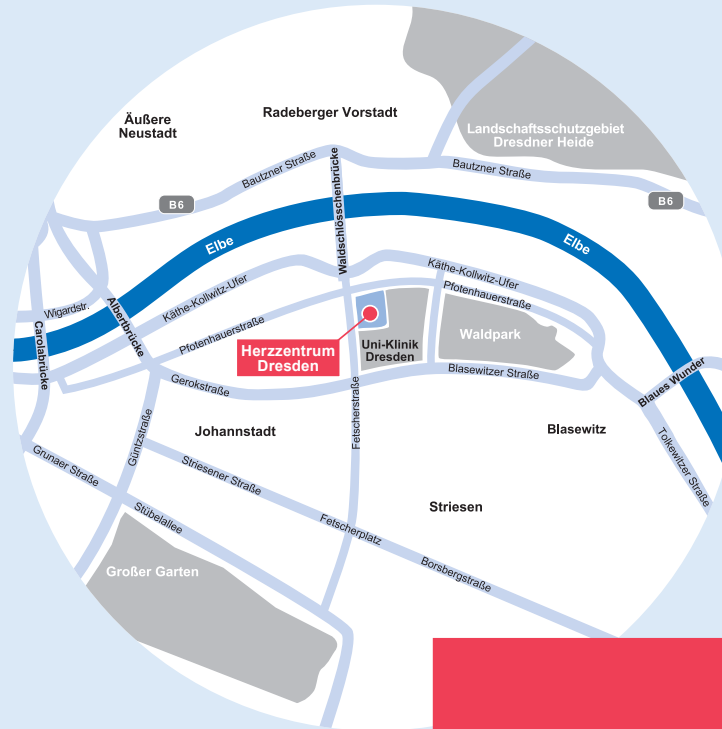 Radeberger Vorstadt
Äußere
Neustadt
Landschaftsschutzgebiet
Dresdner Heide
Bautzner Straße
Bautzner Straße
B6
B6
Waldschlösschenbrücke
Elbe
Elbe
Käthe-Kollwitz-Ufer
Käthe-Kollwitz-Ufer
Pfotenhauerstraße
Pfotenhauerstraße
Wigardstr.
Albertbrücke
Carolabrücke
Waldpark
Uni-Klinik
Dresden
Herzzentrum
Dresden
Blasewitzer Straße
Blaues Wunder
Gerokstraße
Fetscherstraße
Güntzstraße
Johannstadt
Blasewitz
Tolkewitzer Straße
Grunaer Straße
Striesener Straße
Stübelallee
Striesen
Fetscherplatz
Borsbergstraße
Großer Garten